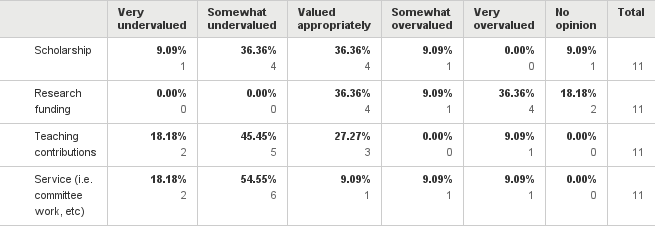 Very undervalued Somewhat undervalued Valued appropriately Somewhat overvalued Very overvalued No opinion Total
Scholarship 9.09% 36.36% 36.36% 9.09% 0.00% 9.09%
1 4 4 1 0 1 11
Research 0.00% 0.00% 36.36% 9.09% 36.36% 18.18%
funding 0 0 4 1 4 2 11
Teaching 18.18% 45.45% 27.27% 0.00% 9.09% 0.00%
contributions 2 5 3 0 1 0 11
Service (i.e. 18.18% 54.55% 9.09% 9.09% 9.09% 0.00%
committee 2 6 1 1 1 0 11
work, etc)